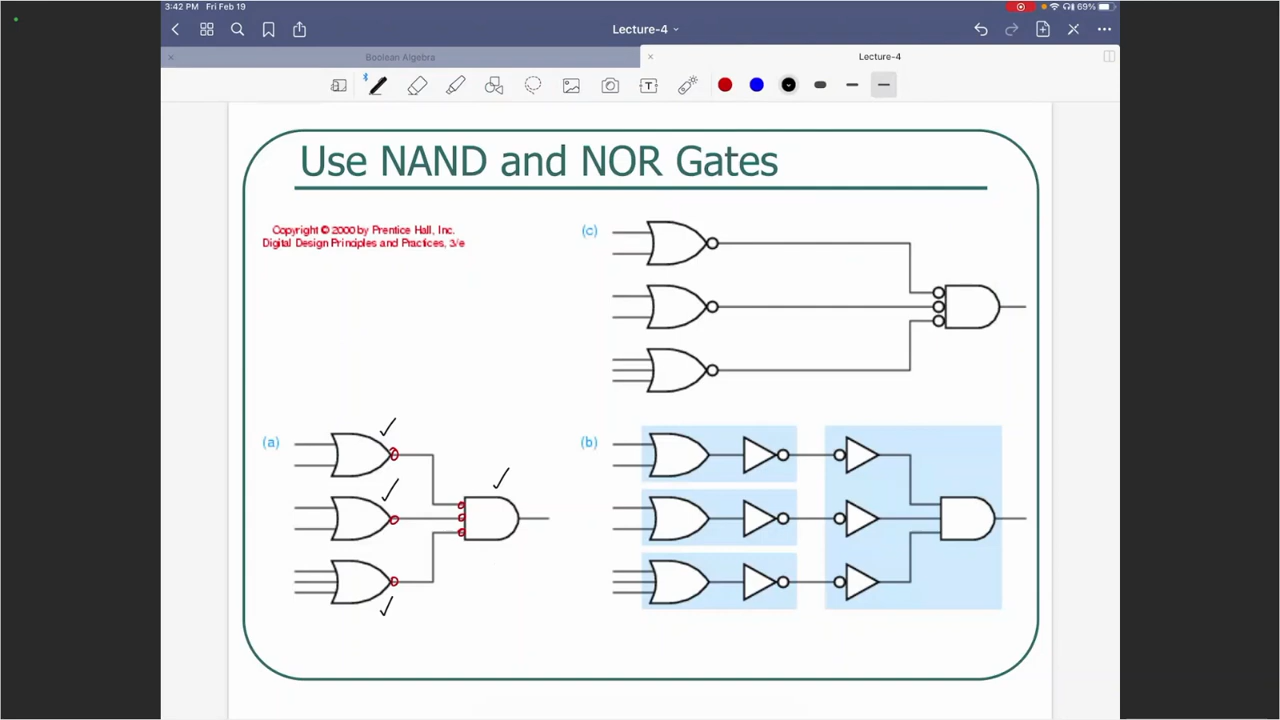 3:42 PM Fri Feb 19
69%
Lecture-4
Boolean Algebra
Lecture-4
T
Use NAND and NOR Gates
Copyright © 2000 by Prentice Hall, Inc.
Digital Design Principles and Practices, 3/e
(c)
(a)
(b)